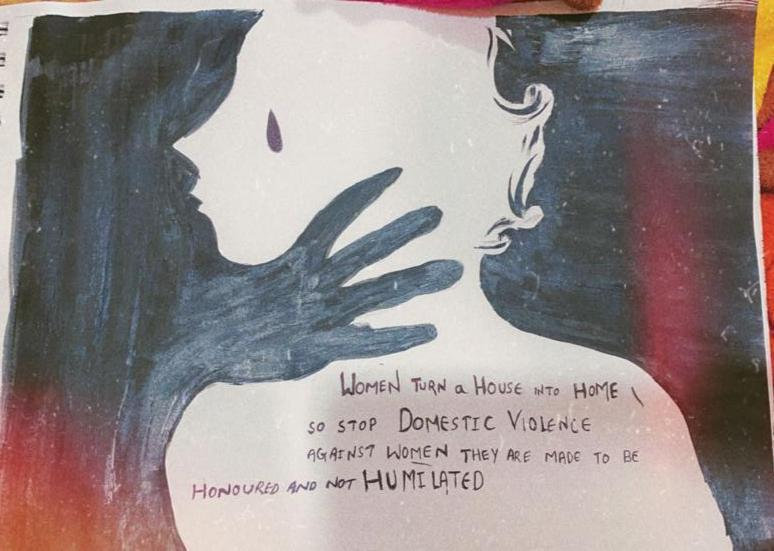 WOMEN TURN a HOUSE INTO HOME \
SO STOP DOMESTIC VIOLENCE
AGAINST WOMEN THEY ARE MADE TO BE
HONOURED AND NOT HUMILATED